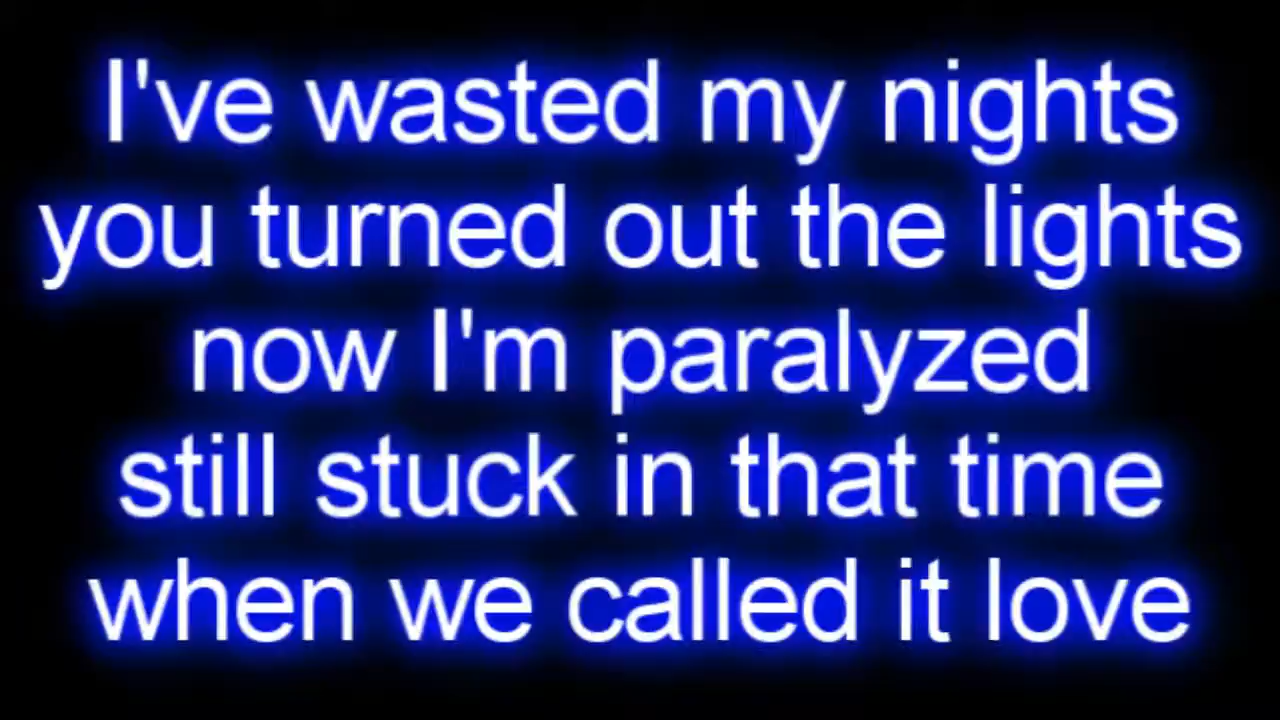 I've wasted my nights
you turned out the lights
now I'm paralyzed
still stuck in that time
when we called it love